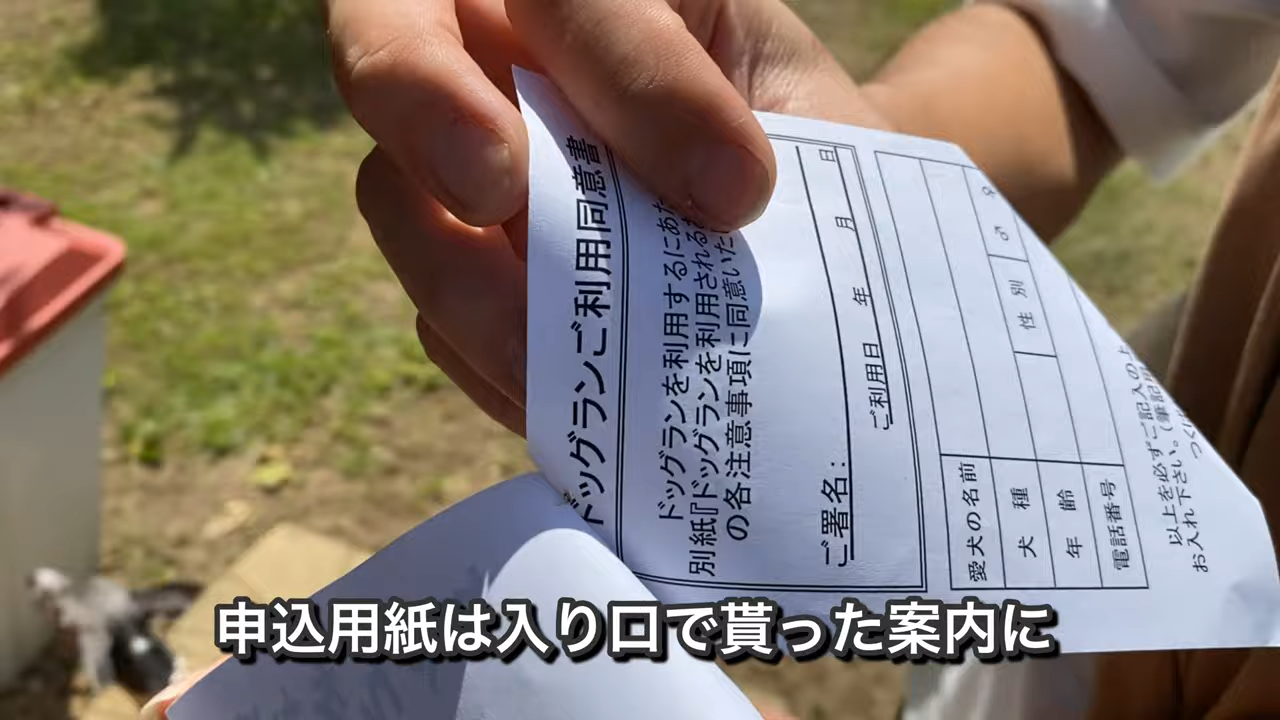 ドッグランご利用同意書
ドッグランを利用するにあた
別紙『ドッグランを利用される
の各注意事項に同意いた
ご署名:
ご利用日 年 月 日
愛犬の名前
犬種
年齢 性別 ♂ ♀
電話番号
以上を必ずご記入の上
お入れ下さい。(筆記用
申込用紙は入り口で貰った案内に